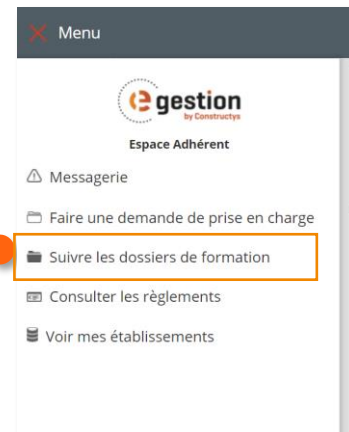 Menu
e gestion
by Constructys
Espace Adhérent
Messagerie
Faire une demande de prise en charge
Suivre les dossiers de formation
Consulter les règlements
Voir mes établissements